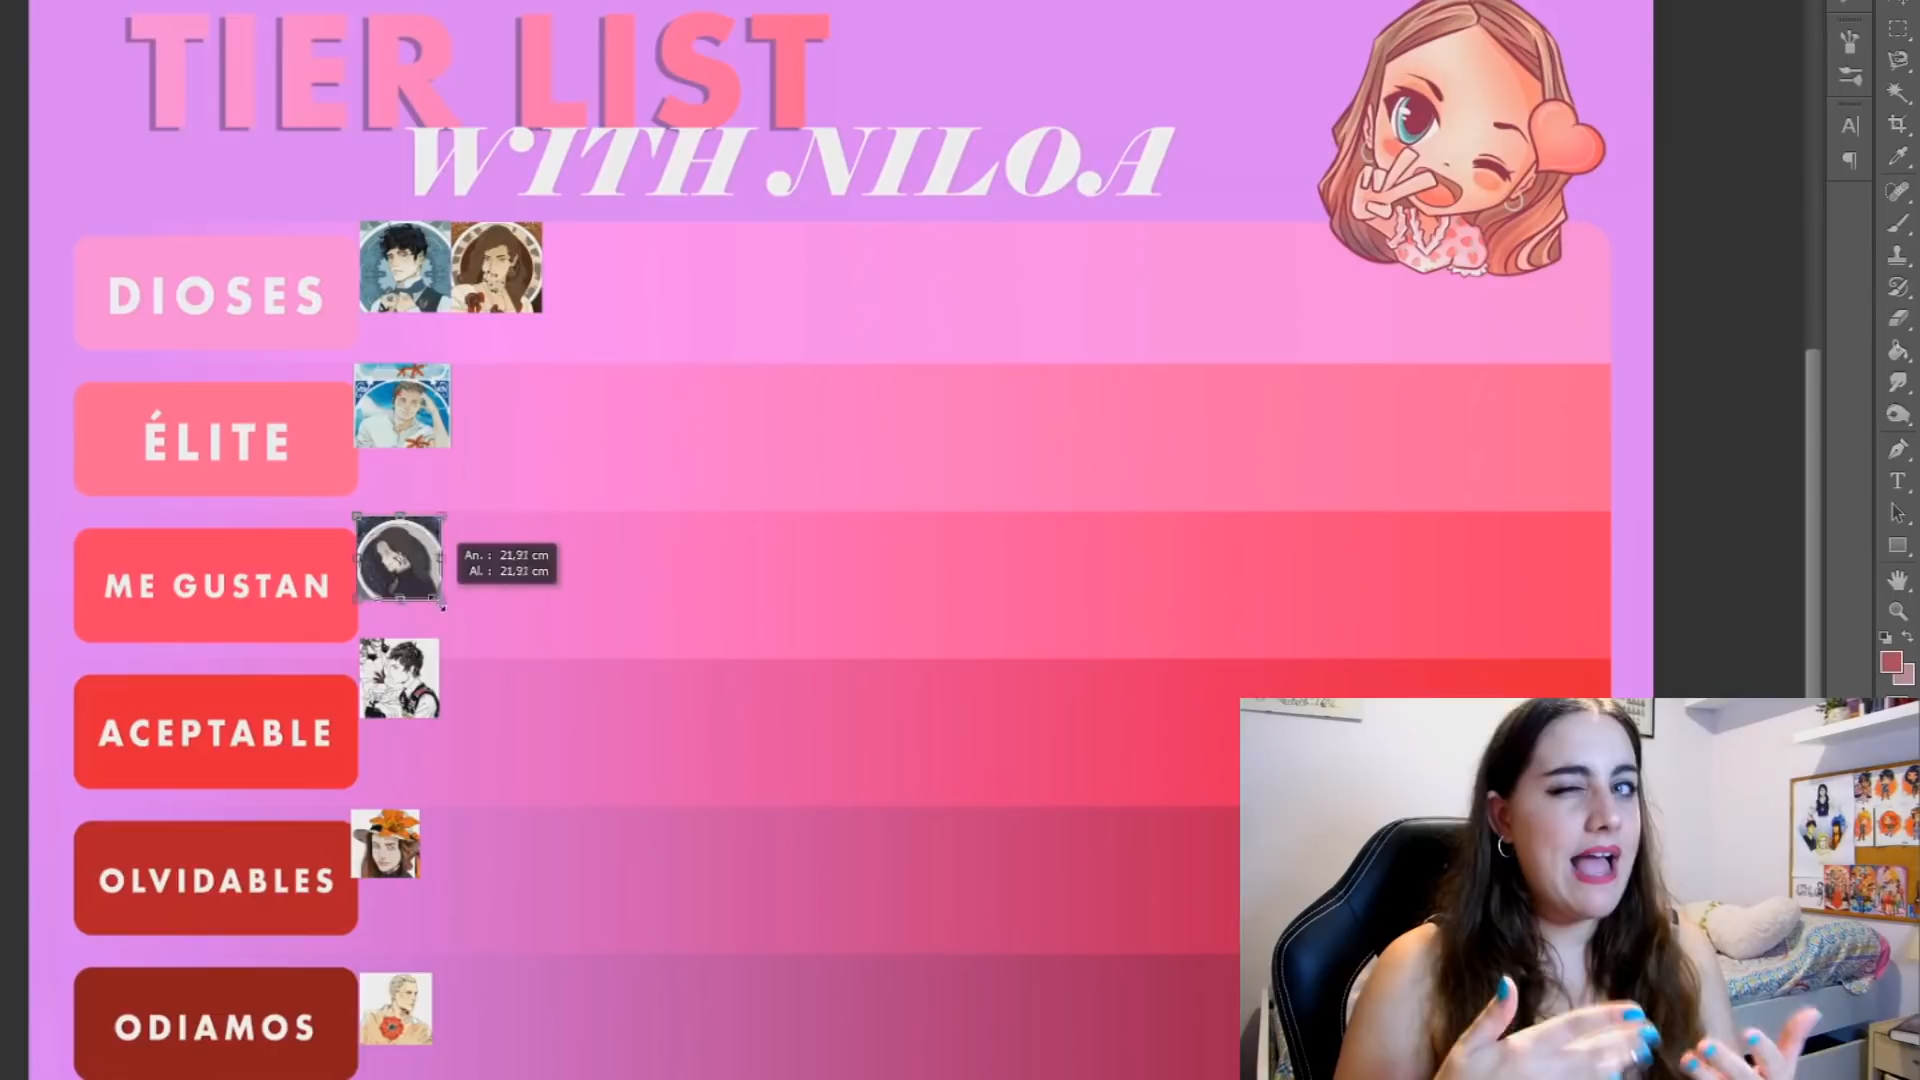 TIER LIST
WITH NILOA
DIOSES
ÉLITE
ME GUSTAN
An. : 21,91 cm
Al. : 21,91 cm
ACEPTABLE
OLVIDABLES
ODIAMOS